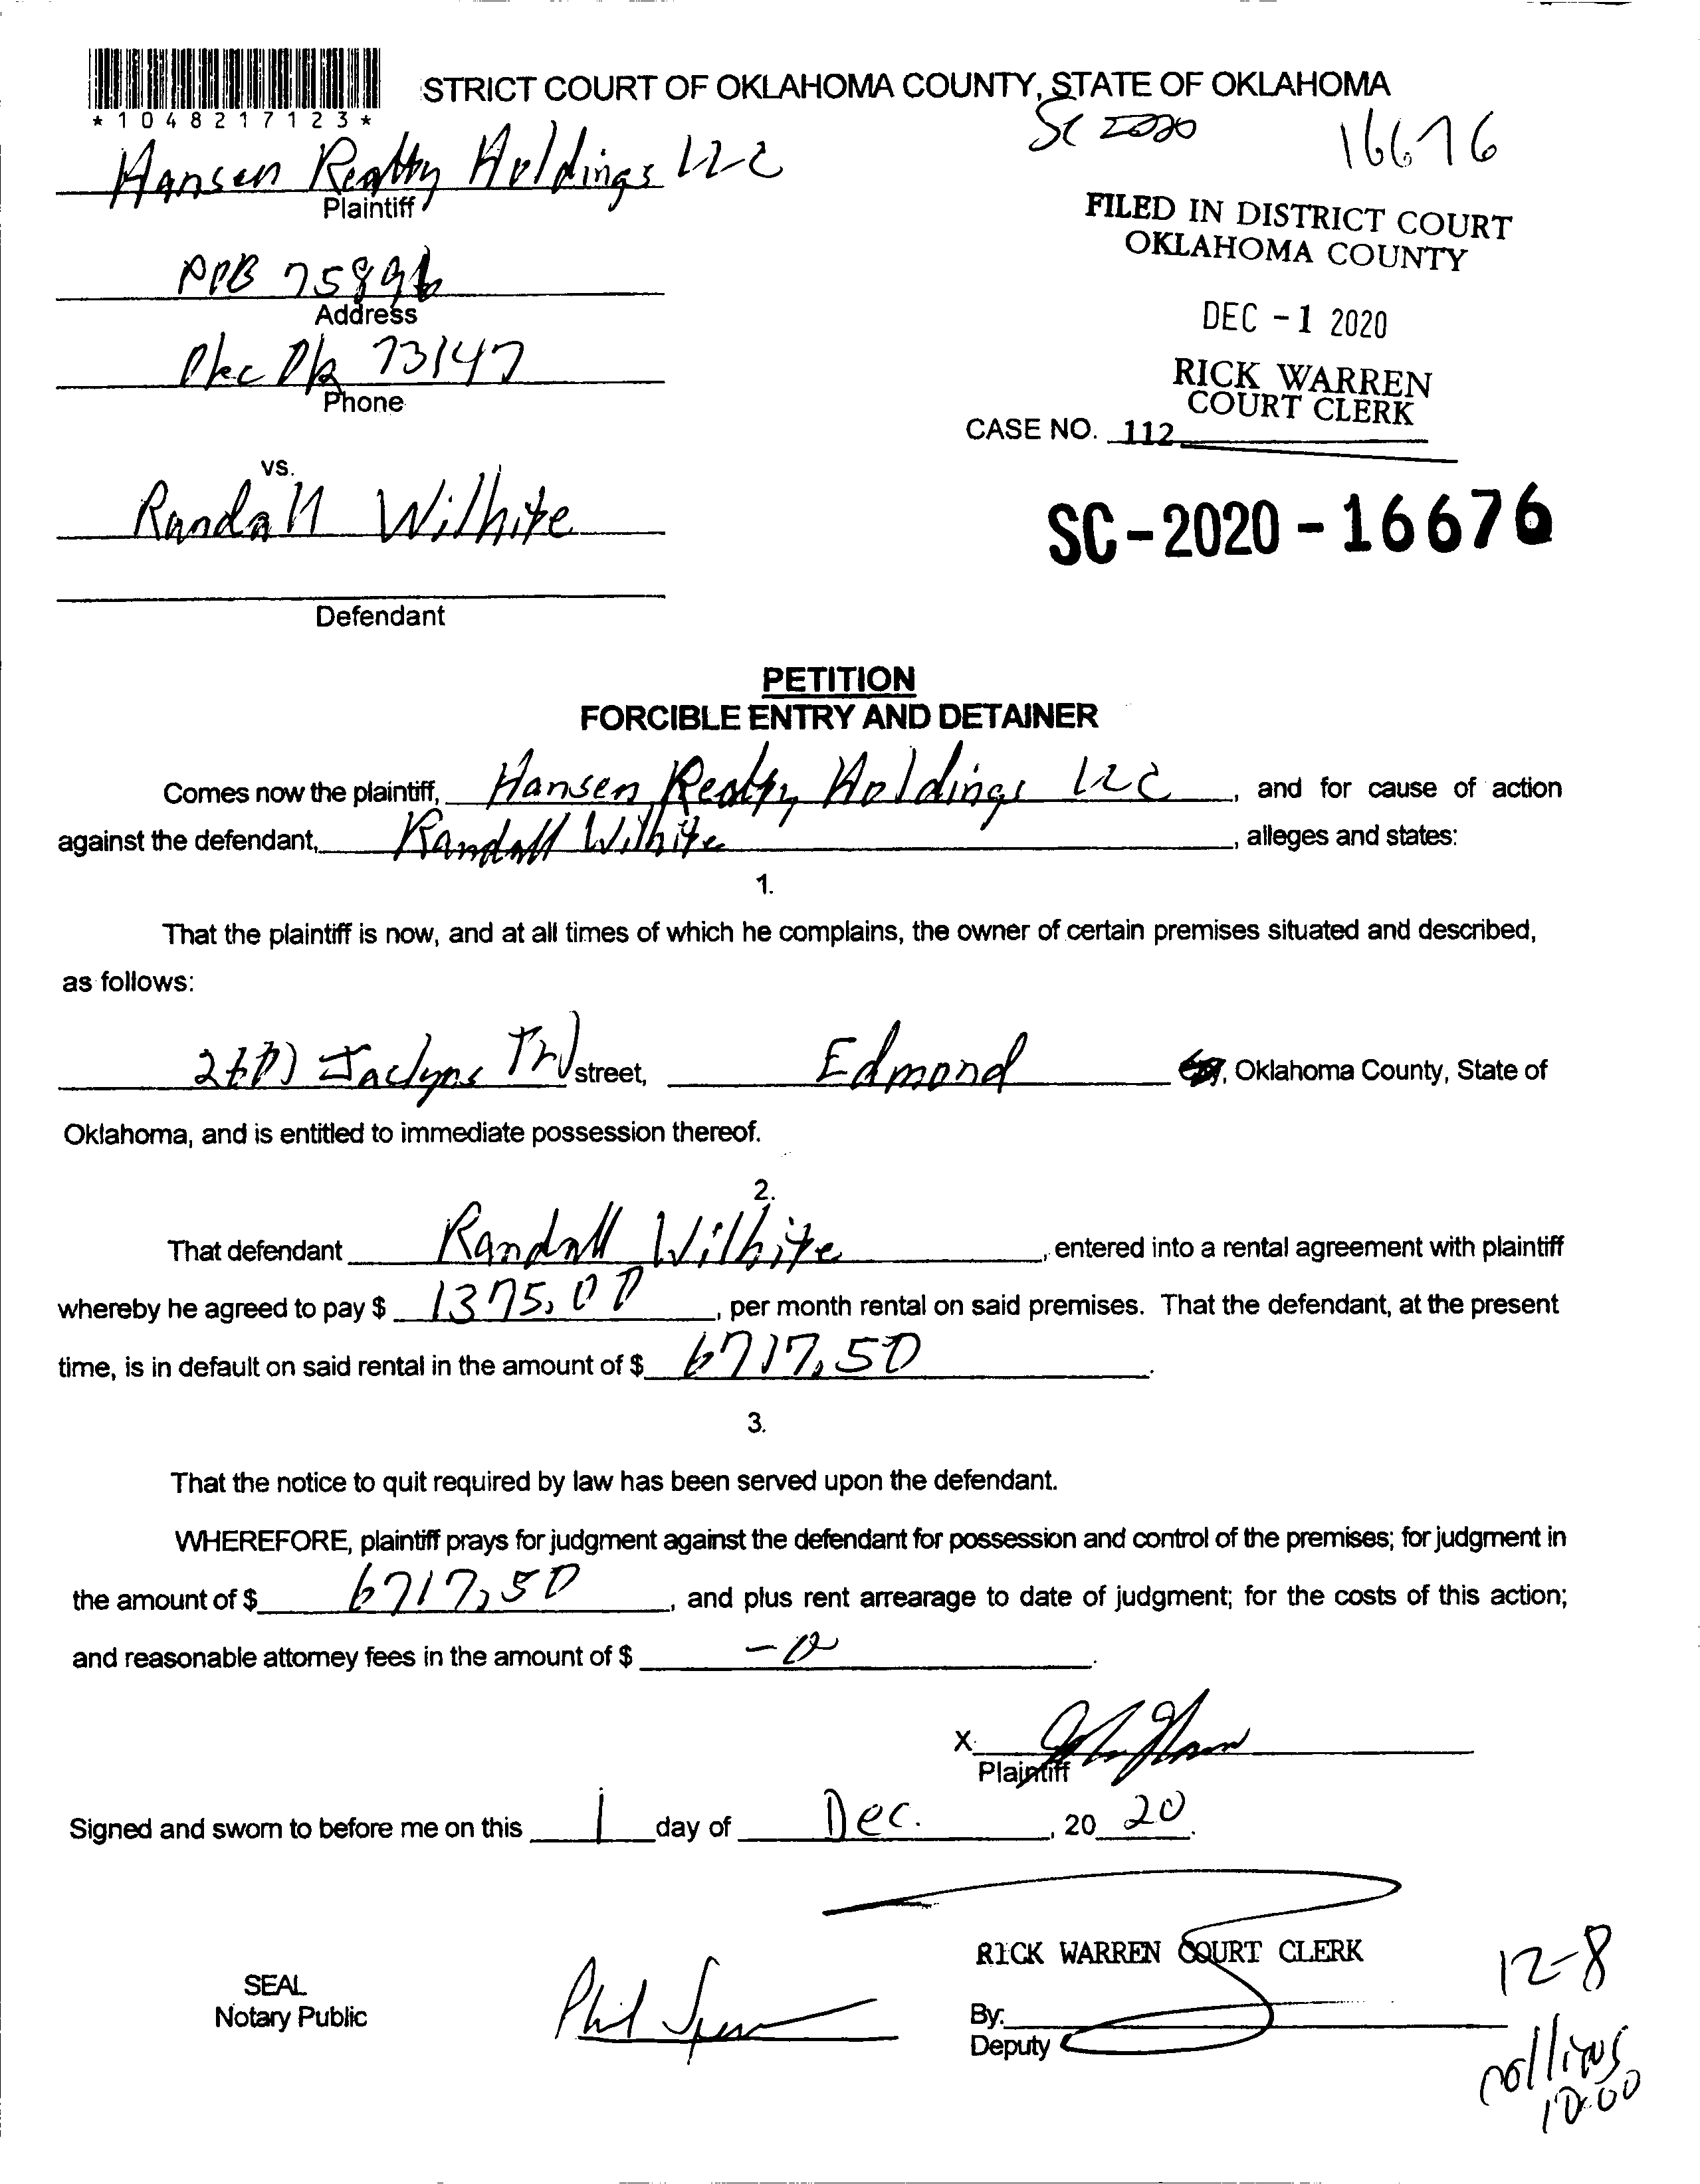 STRICT COURT OF OKLAHOMA COUNTY, STATE OF OKLAHOMA
*1048217123*
SC 2020 16676
Hansen Realty Holdings LLC
Plaintiff
FILED IN DISTRICT COURT
OKLAHOMA COUNTY
POB 75896
Address
DEC -1 2020
Okc Ok 73147
Phone
RICK WARREN
COURT CLERK
CASE NO. 112
vs.
Randall Wilhite
SC-2020-16676
Defendant
PETITION
FORCIBLE ENTRY AND DETAINER
Comes now the plaintiff, Hansen Realty Holdings LLC, and for cause of action
against the defendant, Randall Wilhite, alleges and states:
1.
That the plaintiff is now, and at all times of which he complains, the owner of certain premises situated and described,
as follows:
Jaclyns street, Edmond, Oklahoma County, State of
Oklahoma, and is entitled to immediate possession thereof.
2.
That defendant Randall Wilhite, entered into a rental agreement with plaintiff
whereby he agreed to pay $ 1375.00, per month rental on said premises. That the defendant, at the present
time, is in default on said rental in the amount of $ 6717.50.
3.
That the notice to quit required by law has been served upon the defendant.
WHEREFORE, plaintiff prays for judgment against the defendant for possession and control of the premises; for judgment in
the amount of $ 6717.50, and plus rent arrearage to date of judgment; for the costs of this action;
and reasonable attorney fees in the amount of $ -0.
X
Plaintiff
Signed and sworn to before me on this 1 day of Dec., 20 20.
RICK WARREN COURT CLERK
12-8
SEAL
Notary Public
Phil
By:
Deputy
10:00